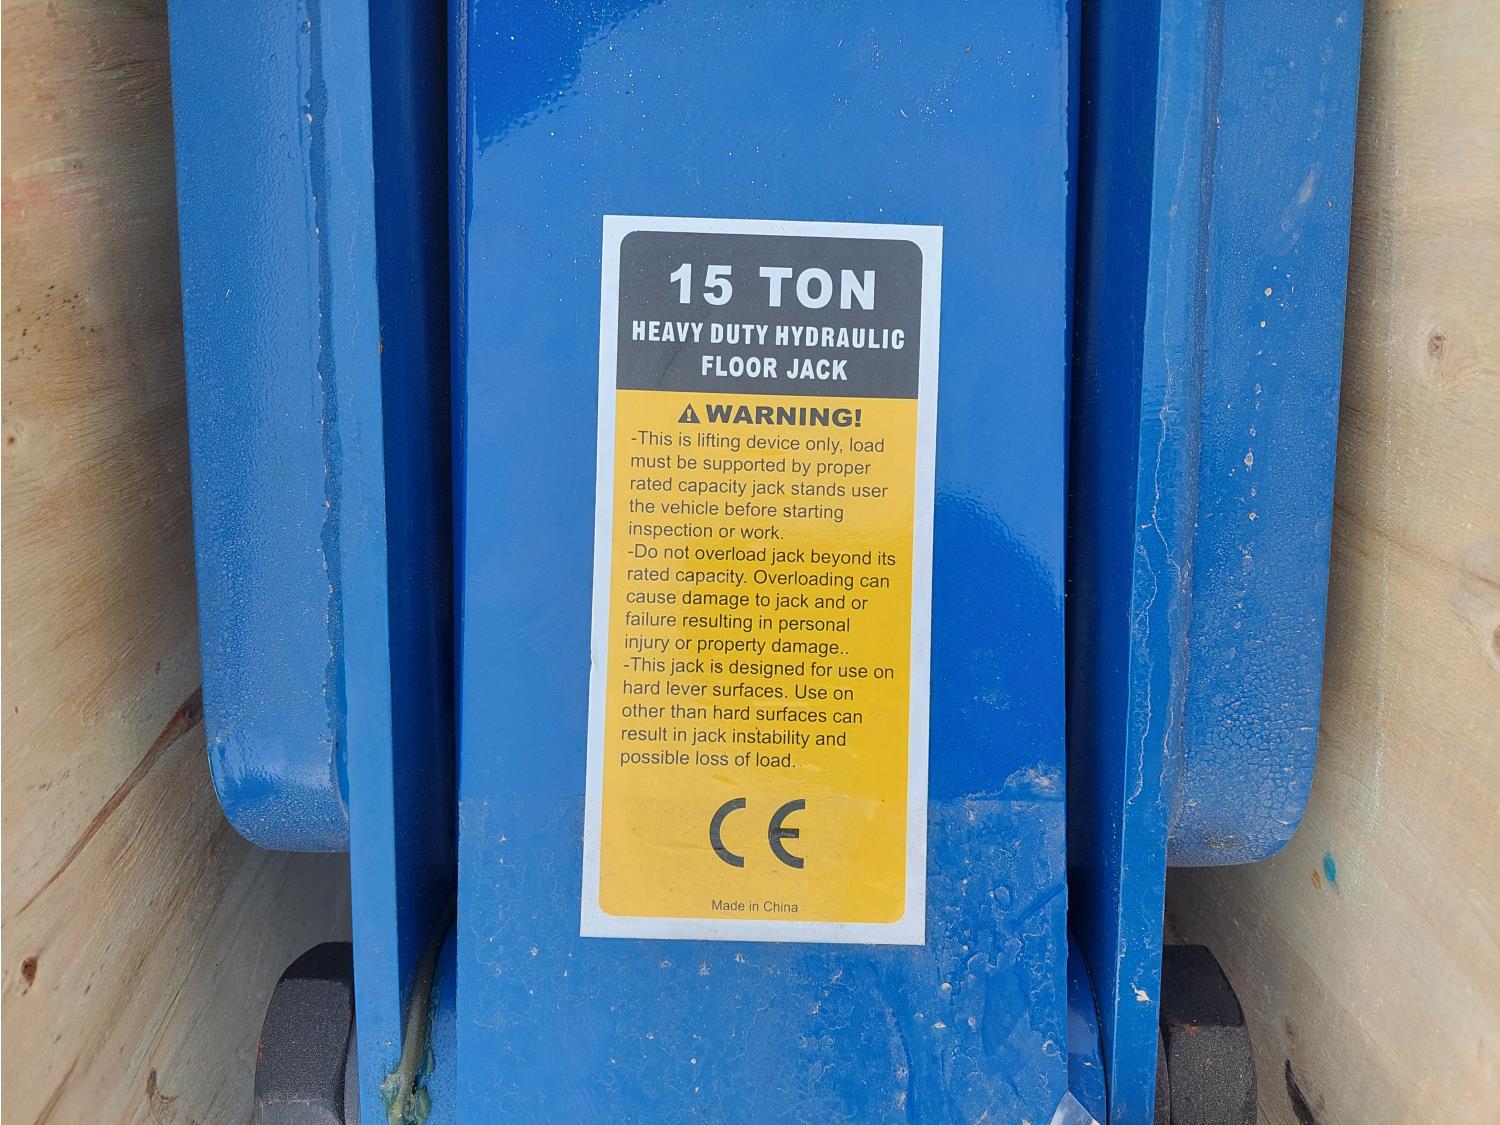 15 TON
HEAVY DUTY HYDRAULIC
FLOOR JACK
WARNING!
-This is lifting device only, load
must be supported by proper
rated capacity jack stands user
the vehicle before starting
inspection or work.
-Do not overload jack beyond its
rated capacity. Overloading can
cause damage to jack and or
failure resulting in personal
injury or property damage..
-This jack is designed for use on
hard lever surfaces. Use on
other than hard surfaces can
result in jack instability and
possible loss of load.
CE
Made in China